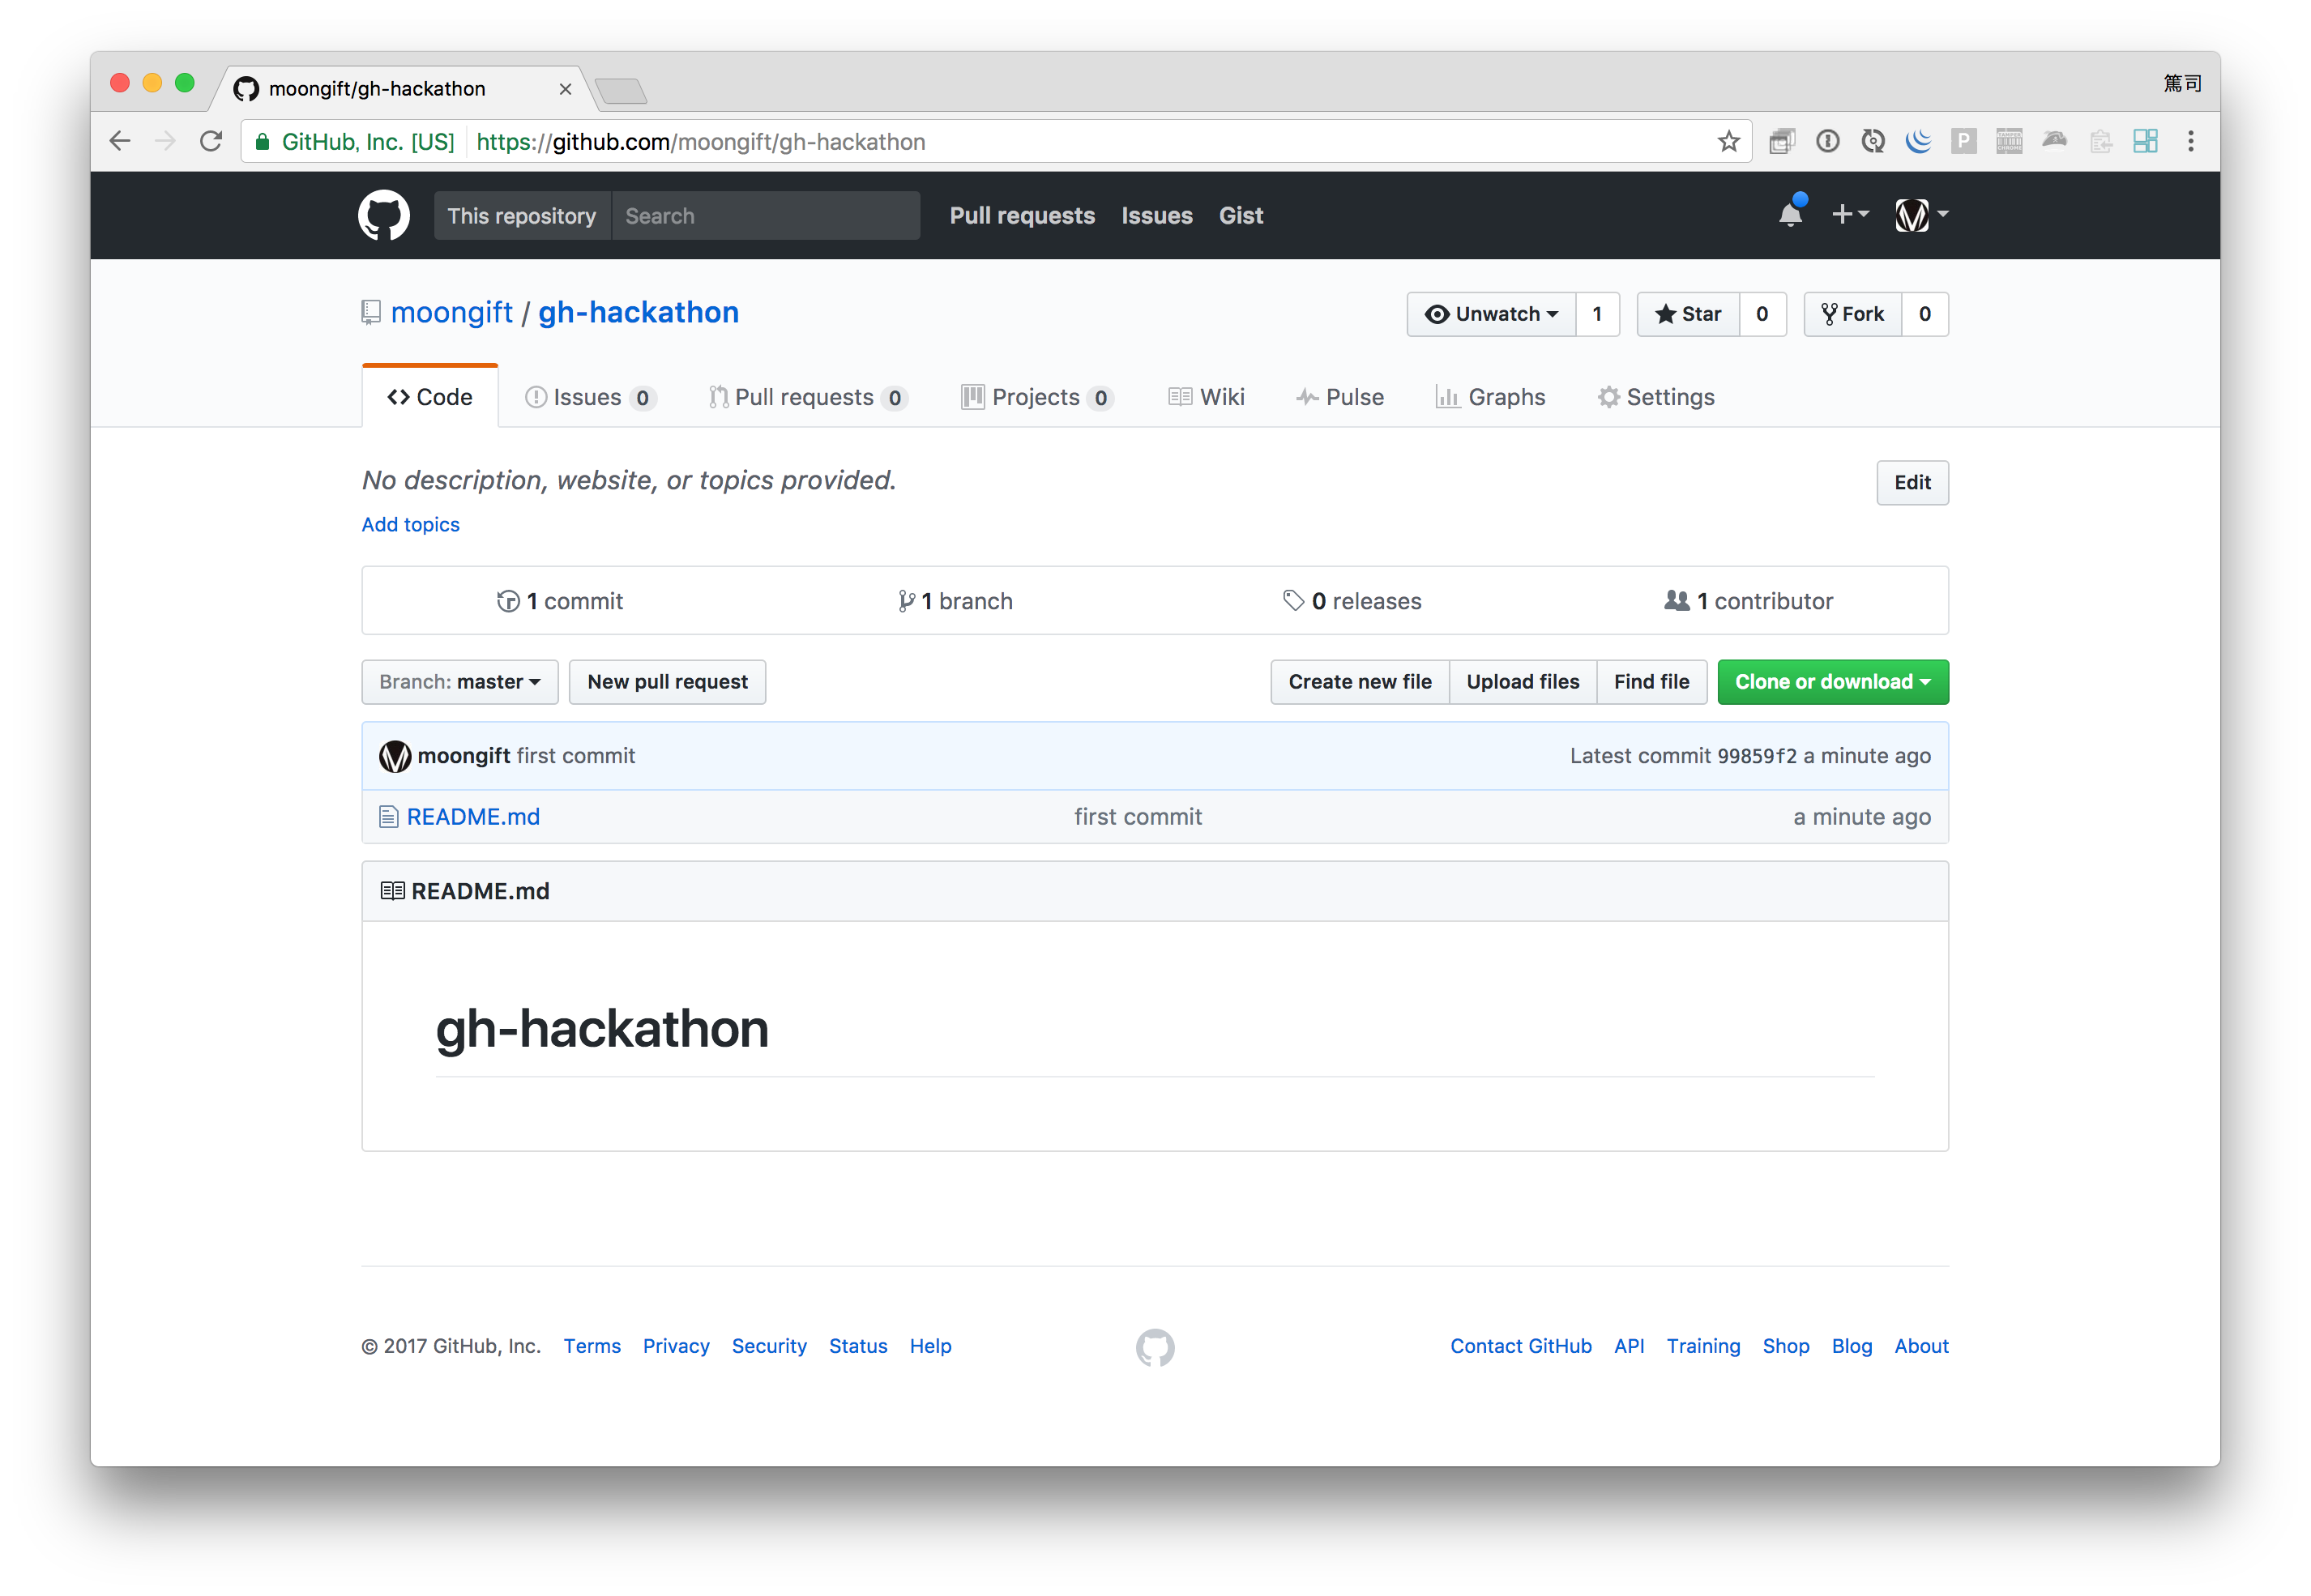 moongift/gh-hackathon
篤司
GitHub, Inc. [US] https://github.com/moongift/gh-hackathon
This repository Search Pull requests Issues Gist
moongift / gh-hackathon
Unwatch 1 Star 0 Fork 0
Code Issues 0 Pull requests 0 Projects 0 Wiki Pulse Graphs Settings
No description, website, or topics provided.
Edit
Add topics
1 commit 1 branch 0 releases 1 contributor
Branch: master New pull request Create new file Upload files Find file Clone or download
moongift first commit Latest commit 99859f2 a minute ago
README.md first commit a minute ago
README.md
gh-hackathon
© 2017 GitHub, Inc. Terms Privacy Security Status Help Contact GitHub API Training Shop Blog About